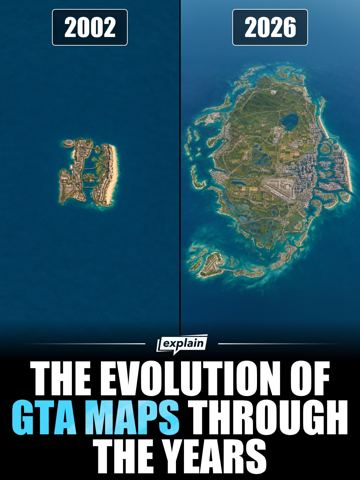 2002
2026
explain
THE EVOLUTION OF
GTA MAPS THROUGH
THE YEARS